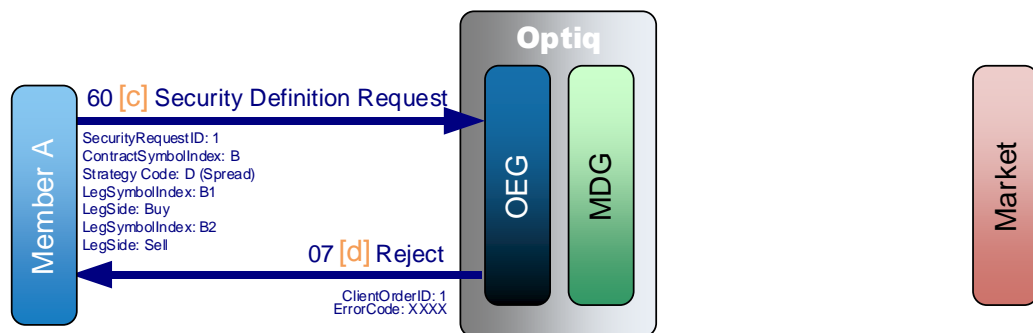 Optiq
60 [c] Security Definition Request
SecurityRequestID: 1
ContractSymbolIndex: B
Strategy Code: D (Spread)
LegSymbolIndex: B1
LegSide: Buy
LegSymbolIndex: B2
LegSide: Sell
07 [d] Reject
ClientOrderID: 1
ErrorCode: XXXX
Member A
OEG
MDG
Market